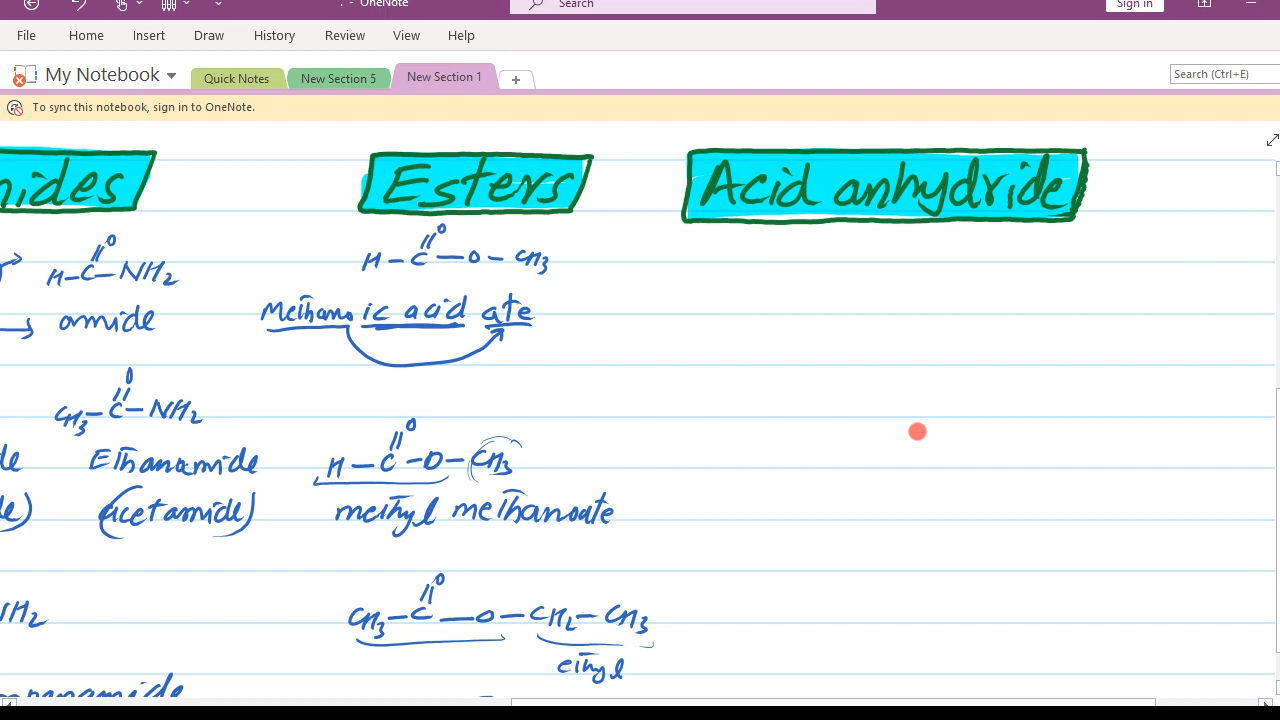 - OneNote
Search
Sign in
File Home Insert Draw History Review View Help
My Notebook
Quick Notes
New Section 5
New Section 1
+
Search (Ctrl+E)
To sync this notebook, sign in to OneNote.
Esters
Acid anhydride
O
H-C-NH2
amide
O
H-C-O-CH3
Methano ic acid ate
O
CH3-C-NH2
Ethanamide
(acetamide)
O
H-C-O-CH3
methyl methanoate
O
CH3-C-O-CH2-CH3
ethyl